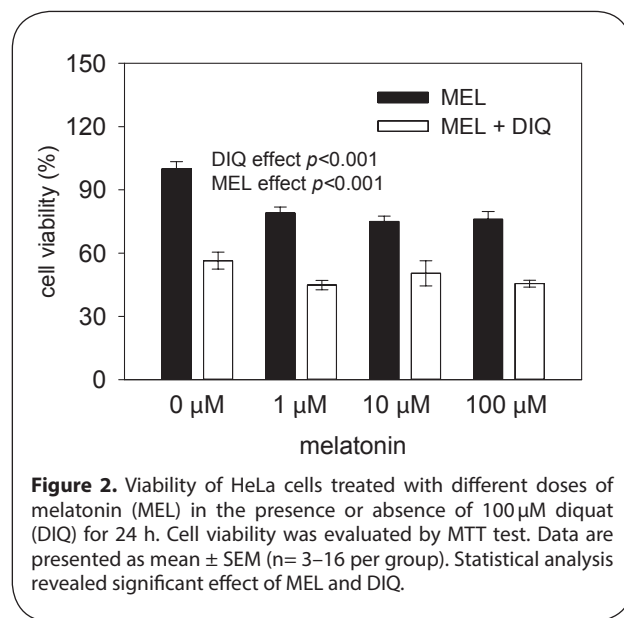 150
120
90
60
30
0
cell viability (%)
MEL
MEL + DIQ
DIQ effect p<0.001
MEL effect p<0.001
0 μM 1 μM 10 μM 100 μM
melatonin
Figure 2. Viability of HeLa cells treated with different doses of
melatonin (MEL) in the presence or absence of 100 μM diquat
(DIQ) for 24 h. Cell viability was evaluated by MTT test. Data are
presented as mean ± SEM (n= 3–16 per group). Statistical analysis
revealed significant effect of MEL and DIQ.